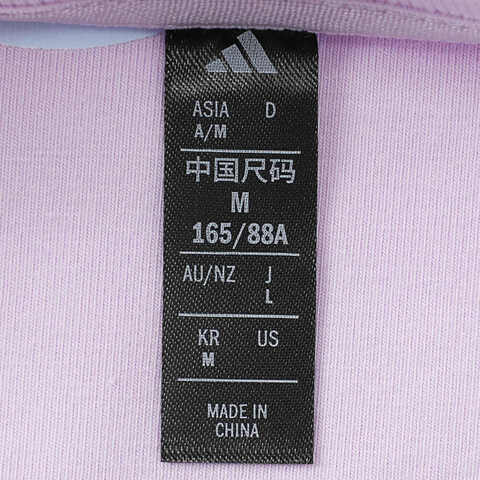 ASIA D
A/M
中国尺码
M
165/88A
AU/NZ J
L
KR US
M
MADE IN
CHINA